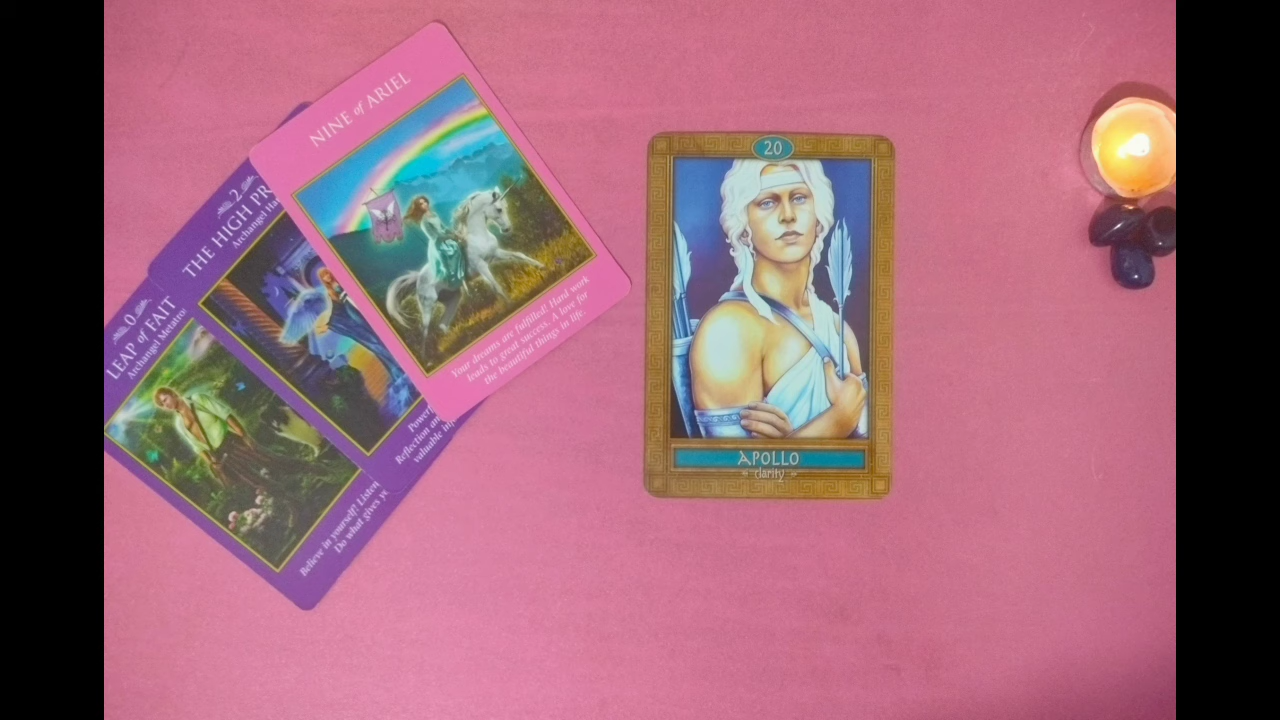 0
LEAP of FAIT
Archangel Metatro
Believe in yourself! Listen
Do what gives y
2
THE HIGH PR
Archangel Ha
Powerf
Reflection an
valuable inj
NINE of ARIEL
Your dreams are fulfilled! Hard work
leads to great success. A love for
the beautiful things in life.
20
APOLLO
clarity